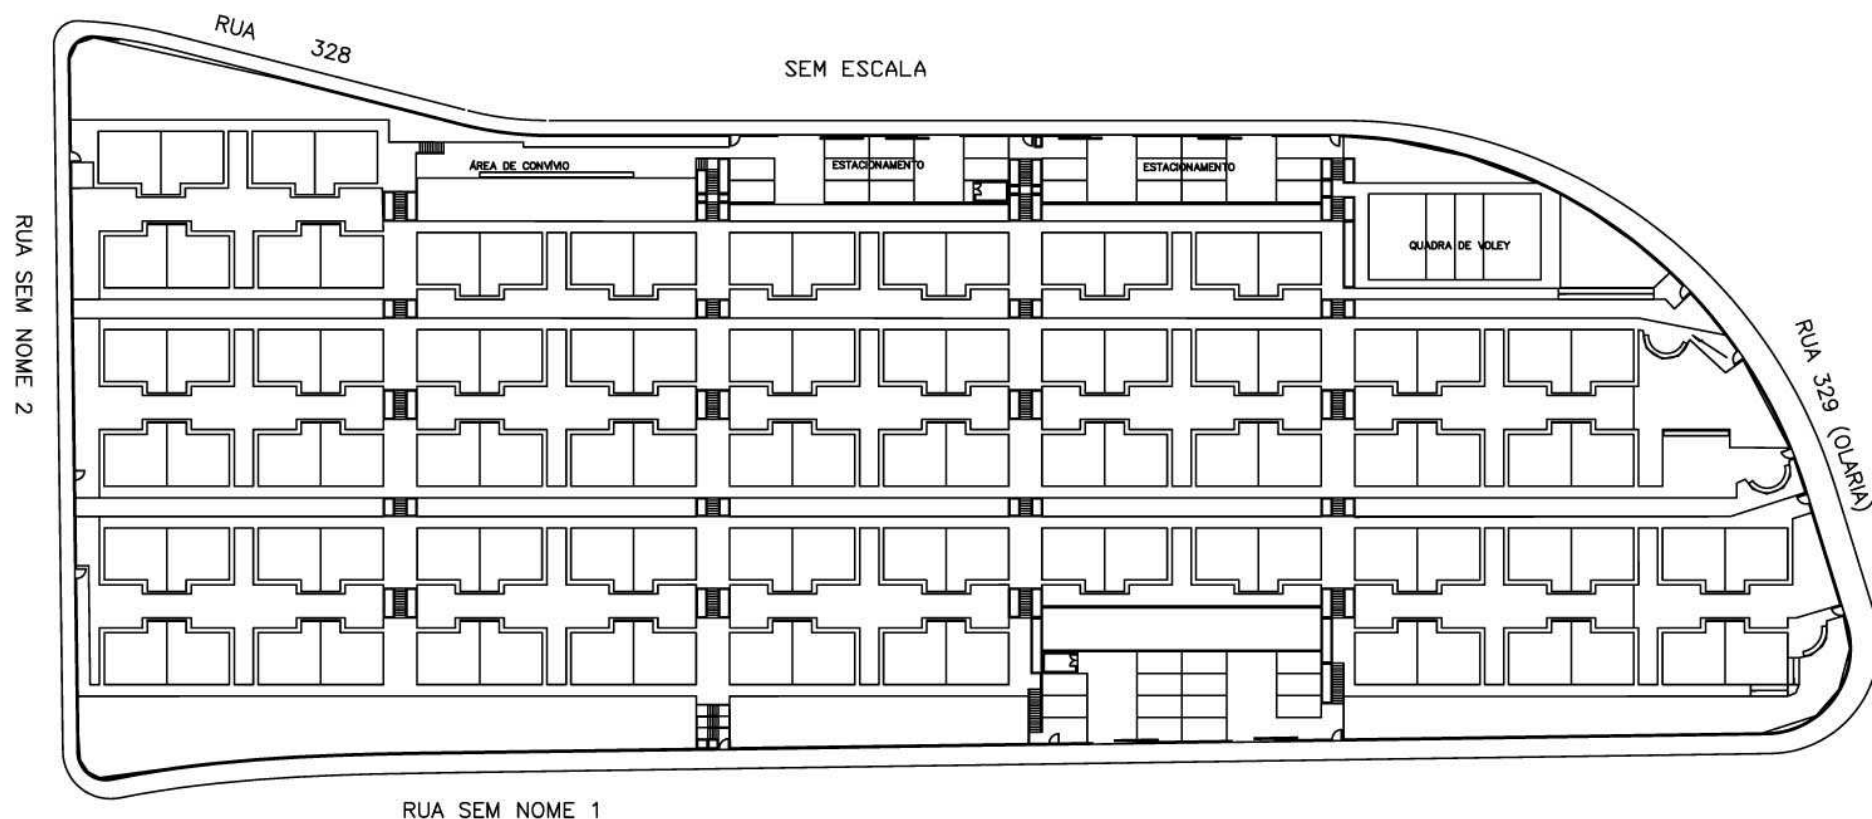 RUA 328
SEM ESCALA
ÁREA DE CONVÍVIO
ESTACIONAMENTO
ESTACIONAMENTO
QUADRA DE VOLEY
RUA SEM NOME 2
RUA 329 (OLARIA)
RUA SEM NOME 1